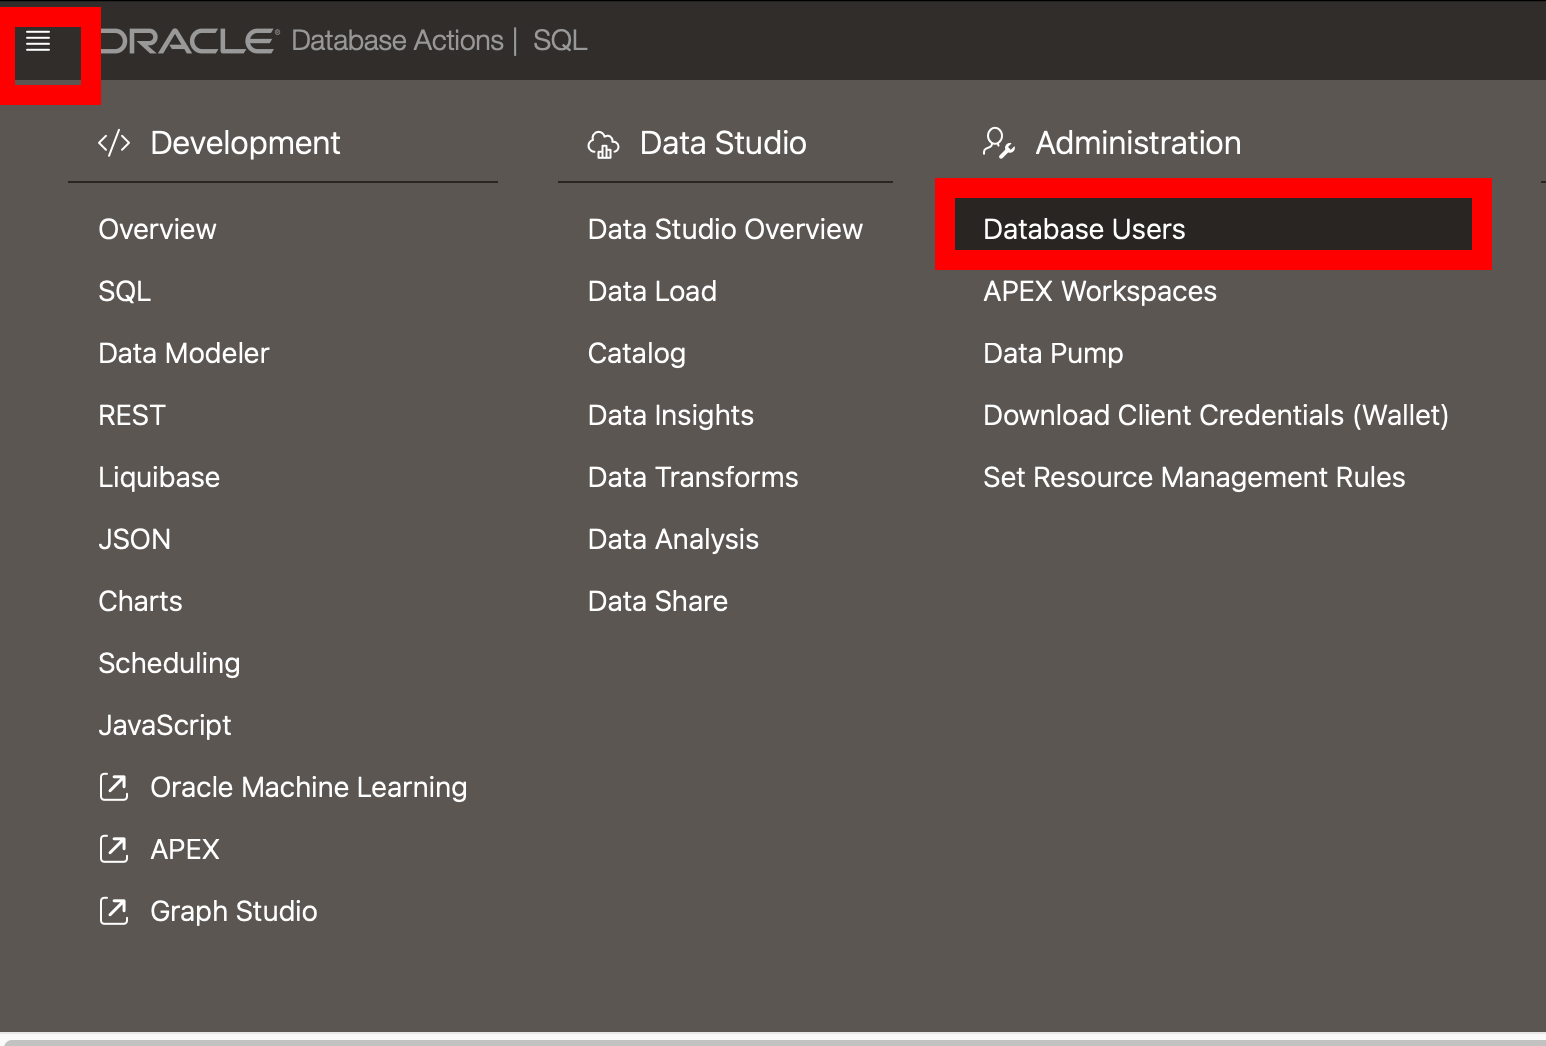 ORACLE® Database Actions | SQL
Development
Overview
SQL
Data Modeler
REST
Liquibase
JSON
Charts
Scheduling
JavaScript
Oracle Machine Learning
APEX
Graph Studio
Data Studio
Data Studio Overview
Data Load
Catalog
Data Insights
Data Transforms
Data Analysis
Data Share
Administration
Database Users
APEX Workspaces
Data Pump
Download Client Credentials (Wallet)
Set Resource Management Rules